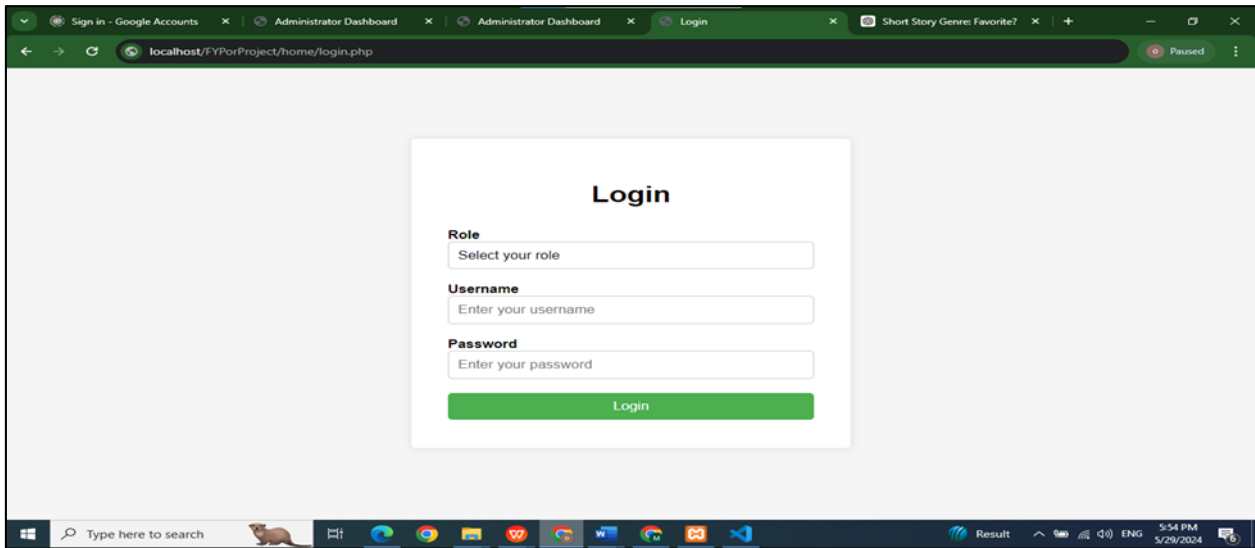 Sign in - Google Accounts
Administrator Dashboard
Administrator Dashboard
Login
Short Story Genre: Favorite?
localhost/FYPorProject/home/login.php
Paused
Login
Role
Select your role
Username
Enter your username
Password
Enter your password
Login
Type here to search
Result
ENG
5:54 PM
5/29/2024
6